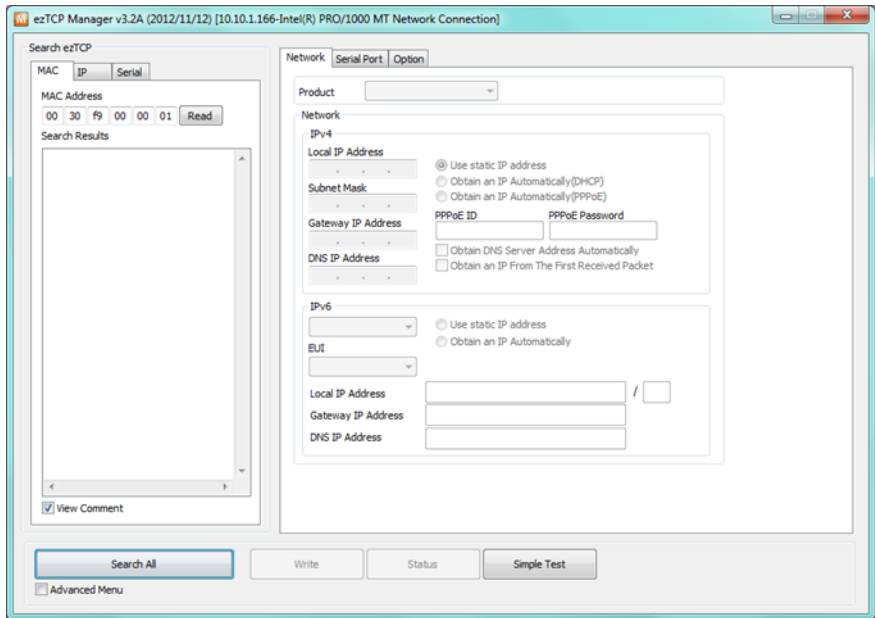 ezTCP Manager v3.2A (2012/11/12) [10.10.1.166-Intel(R) PRO/1000 MT Network Connection]
Search ezTCP
MAC IP Serial
MAC Address
00 30 f9 00 00 01 Read
Search Results
View Comment
Network Serial Port Option
Product
Network
IPv4
Local IP Address
Use static IP address
Obtain an IP Automatically(DHCP)
Subnet Mask
Obtain an IP Automatically(PPPoE)
Gateway IP Address
PPPoE ID PPPoE Password
DNS IP Address
Obtain DNS Server Address Automatically
Obtain an IP From The First Received Packet
IPv6
Use static IP address
Obtain an IP Automatically
EUI
Local IP Address /
Gateway IP Address
DNS IP Address
Search All Write Status Simple Test
Advanced Menu